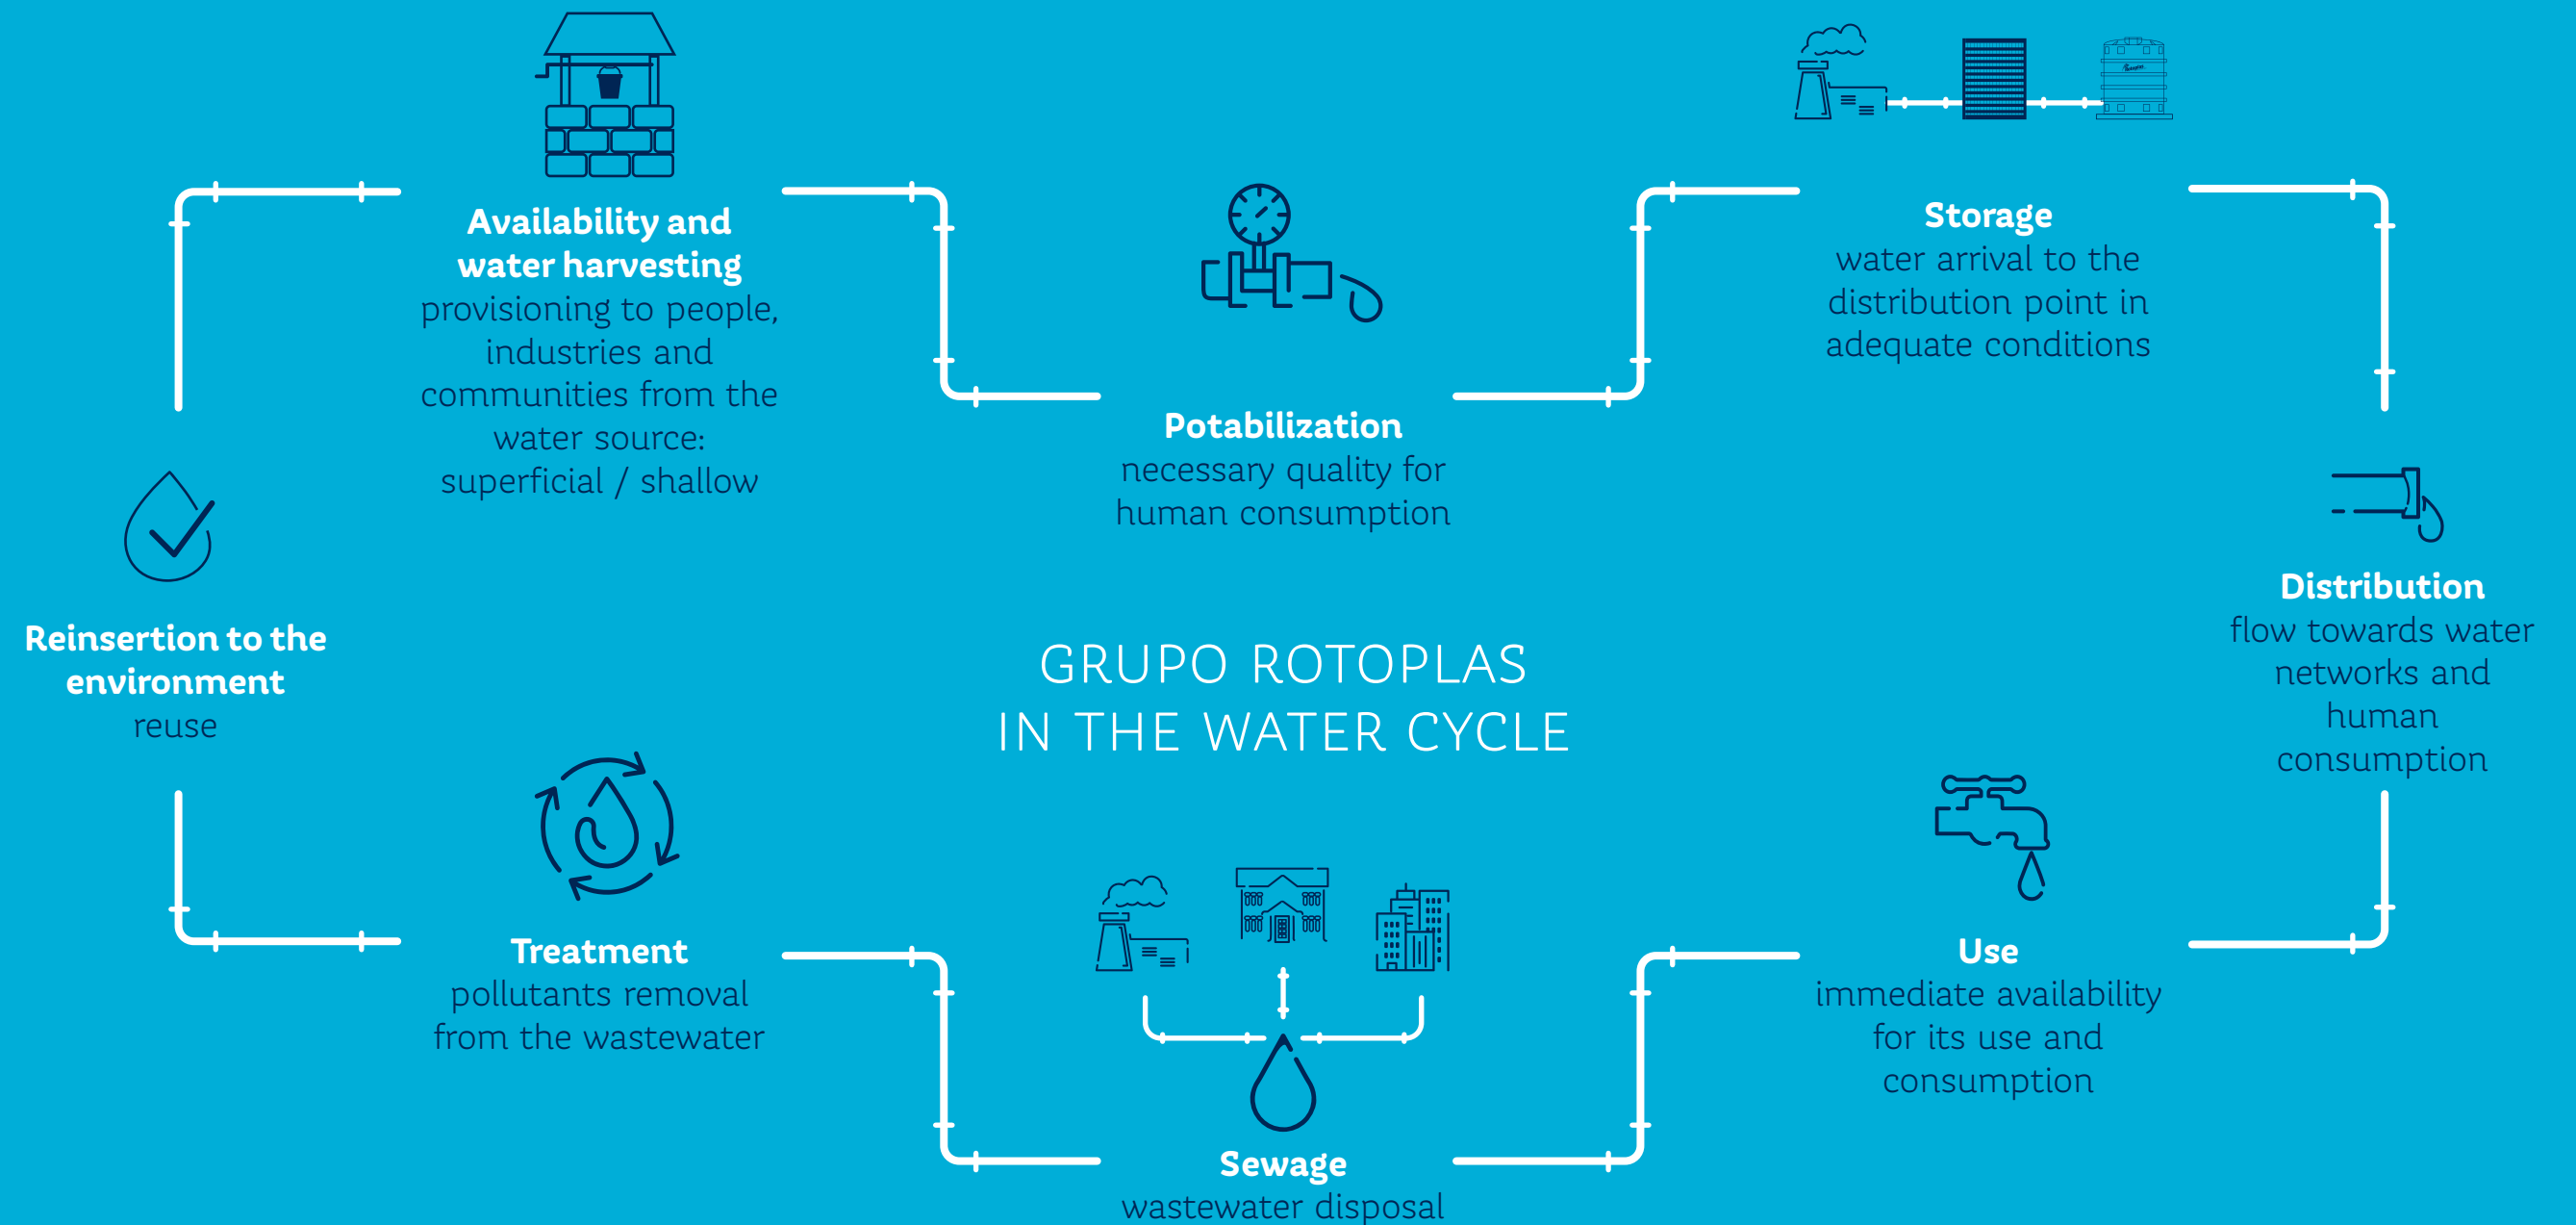 Availability and
water harvesting
provisioning to people,
industries and
communities from the
water source:
superficial / shallow
Potabilization
necessary quality for
human consumption
Storage
water arrival to the
distribution point in
adequate conditions
Distribution
flow towards water
networks and
human
consumption
Use
immediate availability
for its use and
consumption
Sewage
wastewater disposal
Treatment
pollutants removal
from the wastewater
Reinsertion to the
environment
reuse
GRUPO ROTOPLAS
IN THE WATER CYCLE